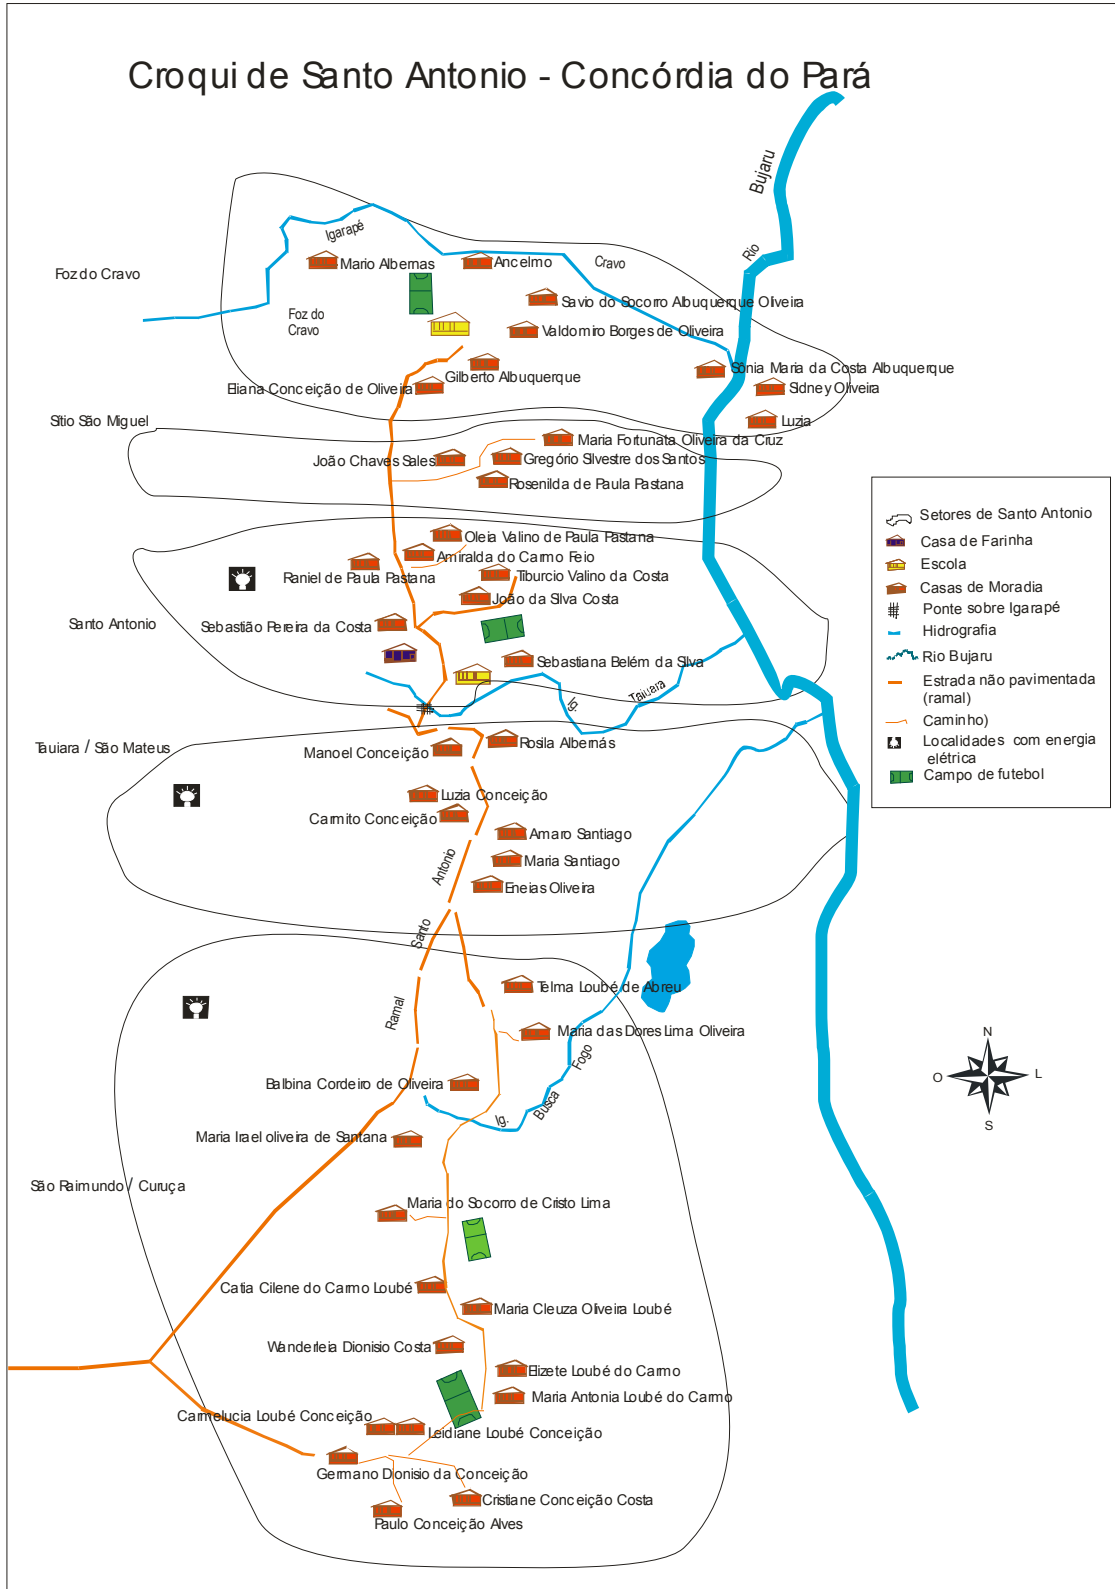 Croqui de Santo Antonio - Concórdia do Pará
Bujaru
Rio
Igarapé
Cravo
Foz do Cravo
Mario Albernas
Ancelmo
Savio do Socorro Albuquerque Oliveira
Foz do
Cravo
Valdomiro Borges de Oliveira
Sônia Maria da Costa Albuquerque
Gilberto Albuquerque
Eliana Conceição de Oliveira
Sidney Oliveira
Sítio São Miguel
Luzia
Maria Fortunata Oliveira da Cruz
João Chaves Sales
Gregório Silvestre dos Santos
Rosenilda de Paula Pastana
Setores de Santo Antonio
Casa de Farinha
Escola
Casas de Moradia
Ponte sobre Igarapé
Hidrografia
Rio Bujaru
Estrada não pavimentada
(ramal)
Caminho)
Localidades com energia
elétrica
Campo de futebol
Oleia Valino de Paula Pastana
Amiralda do Carmo Feio
Raniel de Paula Pastana
Tiburcio Valino da Costa
João da Silva Costa
Santo Antonio
Sebastião Pereira da Costa
Sebastiana Belém da Silva
Ig.
Taiuara
Tauiara / São Mateus
Manoel Conceição
Rosila Albernás
Luzia Conceição
Carmito Conceição
Amaro Santiago
Maria Santiago
Eneias Oliveira
Ramal
Santo
Antonio
Telma Loubé de Abreu
Maria das Dores Lima Oliveira
Balbina Cordeiro de Oliveira
Ig.
Busca
Fogo
N
O
L
S
Maria Irael oliveira de Santana
São Raimundo / Curuça
Maria do Socorro de Cristo Lima
Catia Cilene do Carmo Loubé
Maria Cleuza Oliveira Loubé
Wanderleia Dionisio Costa
Elizete Loubé do Carmo
Maria Antonia Loubé do Carmo
Carmelucia Loubé Conceição
Leidiane Loubé Conceição
Germano Dionisio da Conceição
Cristiane Conceição Costa
Paulo Conceição Alves